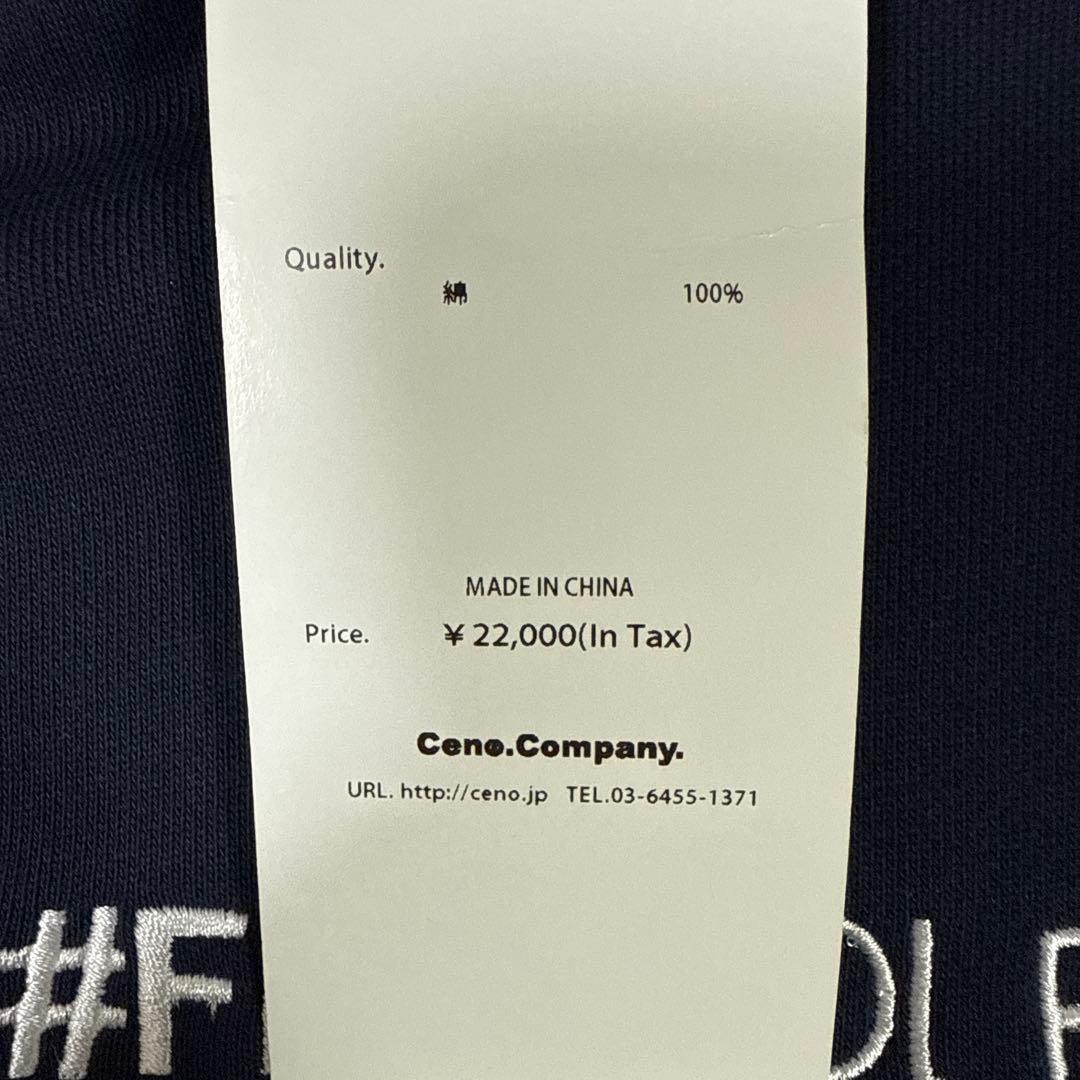 Quality.
綿 100%
MADE IN CHINA
Price. ¥ 22,000(In Tax)
Ceno.Company.
URL. http://ceno.jp TEL.03-6455-1371